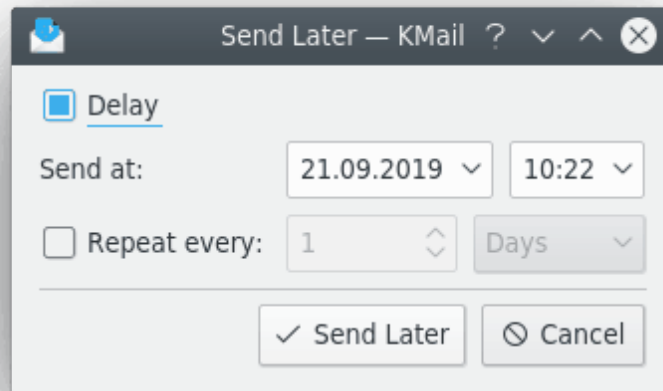 Send Later — KMail ?
Delay
Send at: 21.09.2019 10:22
Repeat every: 1 Days
Send Later Cancel